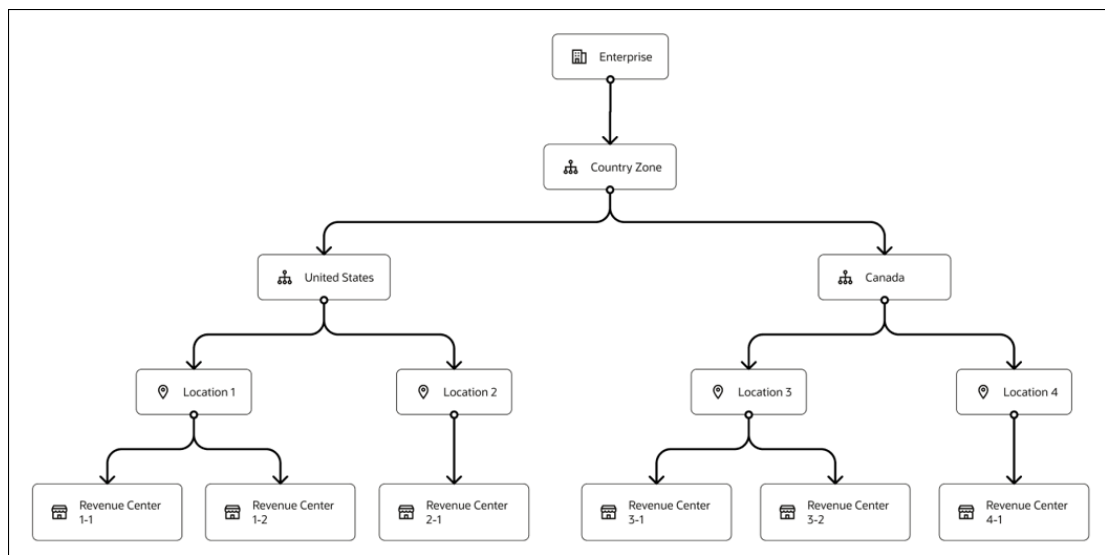 Enterprise
Country Zone
United States
Canada
Location 1
Location 2
Location 3
Location 4
Revenue Center
1-1
Revenue Center
1-2
Revenue Center
2-1
Revenue Center
3-1
Revenue Center
3-2
Revenue Center
4-1